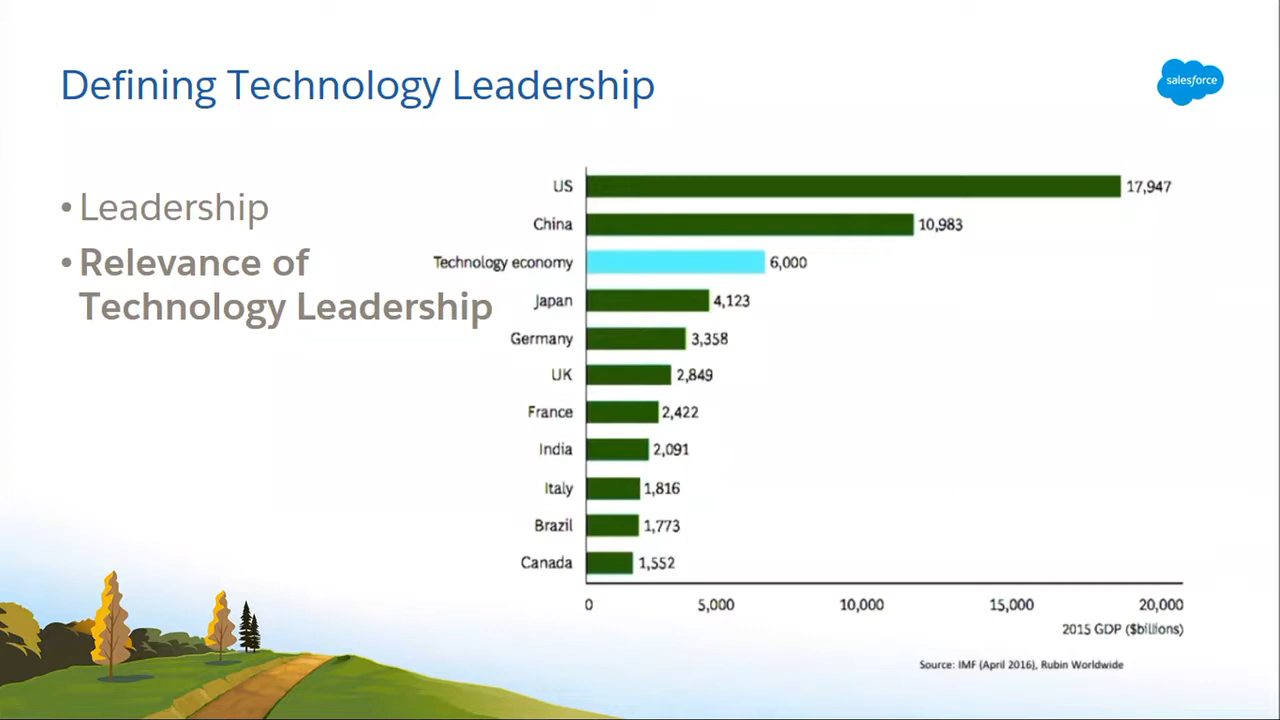 Defining Technology Leadership
salesforce
• Leadership
• Relevance of
Technology Leadership
US 17,947
China 10,983
Technology economy 6,000
Japan 4,123
Germany 3,358
UK 2,849
France 2,422
India 2,091
Italy 1,816
Brazil 1,773
Canada 1,552
0 5,000 10,000 15,000 20,000
2015 GDP ($billions)
Source: IMF (April 2016), Rubin Worldwide